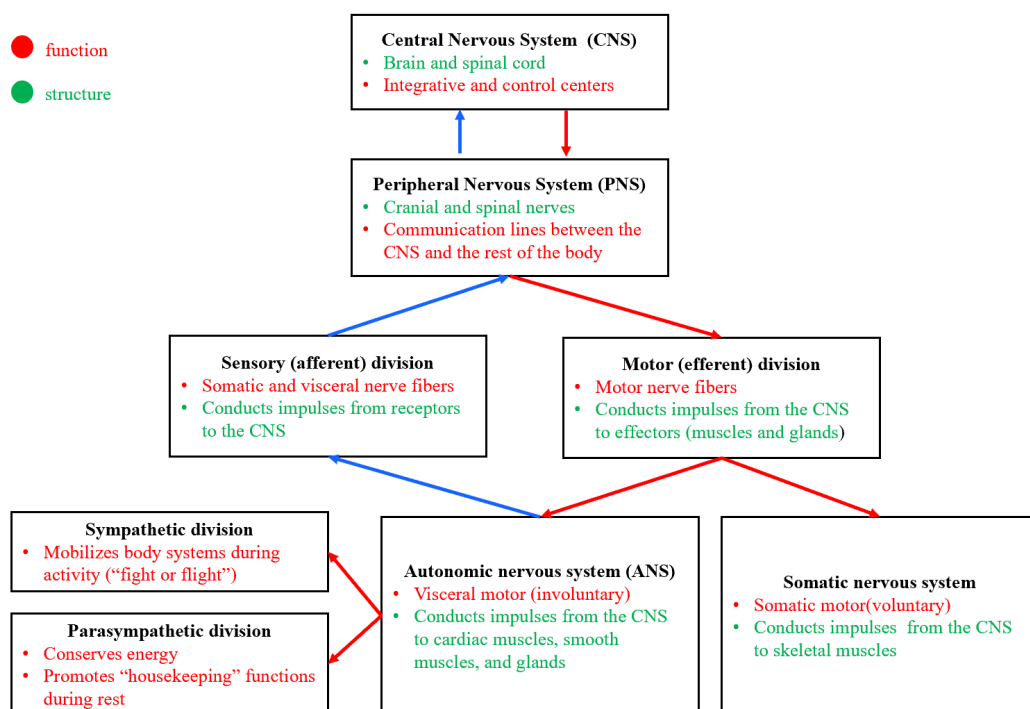 function
structure
Central Nervous System (CNS)
• Brain and spinal cord
• Integrative and control centers
Peripheral Nervous System (PNS)
• Cranial and spinal nerves
• Communication lines between the
CNS and the rest of the body
Sensory (afferent) division
• Somatic and visceral nerve fibers
• Conducts impulses from receptors
to the CNS
Motor (efferent) division
• Motor nerve fibers
• Conducts impulses from the CNS
to effectors (muscles and glands)
Sympathetic division
• Mobilizes body systems during
activity (“fight or flight”)
Parasympathetic division
• Conserves energy
• Promotes “housekeeping” functions
during rest
Autonomic nervous system (ANS)
• Visceral motor (involuntary)
• Conducts impulses from the CNS
to cardiac muscles, smooth
muscles, and glands
Somatic nervous system
• Somatic motor(voluntary)
• Conducts impulses from the CNS
to skeletal muscles